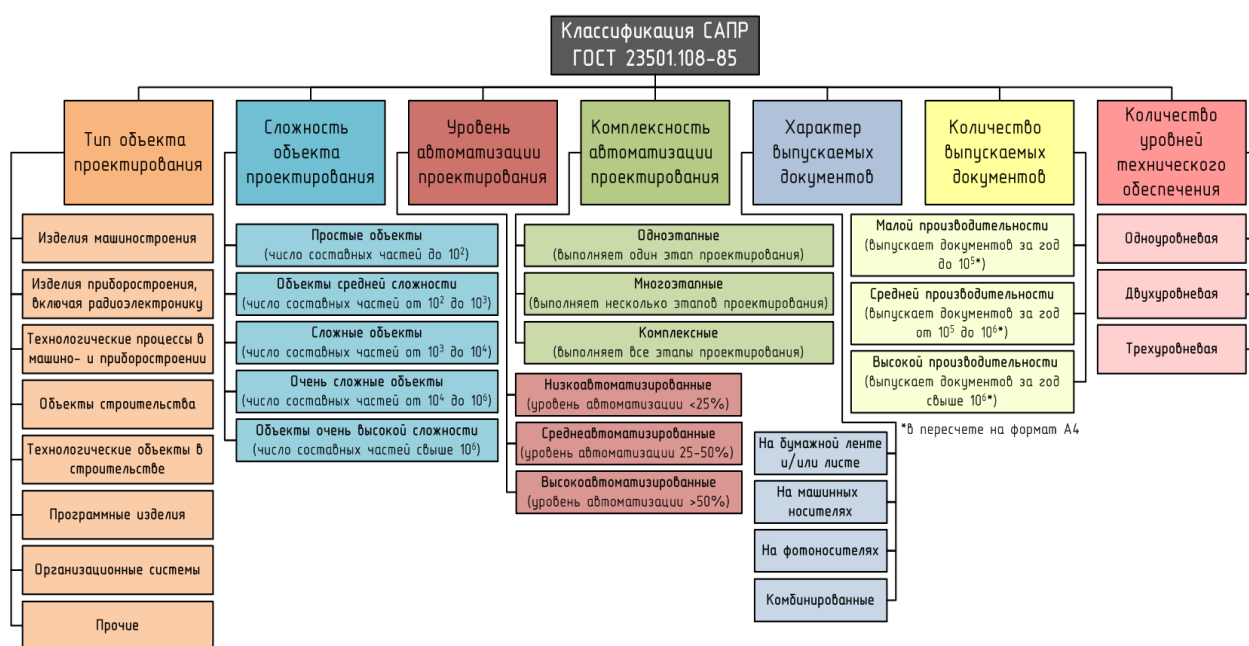 Классификация САПР
ГОСТ 23501.108-85
Тип объекта
проектирования
Сложность
объекта
проектирования
Уровень
автоматизации
проектирования
Комплексность
автоматизации
проектирования
Характер
выпускаемых
документов
Количество
выпускаемых
документов
Количество
уровней
технического
обеспечения
Изделия машиностроения
Изделия приборостроения,
включая радиоэлектронику
Технологические процессы в
машино- и приборостроении
Объекты строительства
Технологические объекты в
строительстве
Программные изделия
Организационные системы
Прочие
Простые объекты
(число составных частей до 10²)
Объекты средней сложности
(число составных частей от 10² до 10³)
Сложные объекты
(число составных частей от 10³ до 10⁴)
Очень сложные объекты
(число составных частей от 10⁴ до 10⁶)
Объекты очень высокой сложности
(число составных частей свыше 10⁶)
Низкоавтоматизированные
(уровень автоматизации <25%)
Среднеавтоматизированные
(уровень автоматизации 25-50%)
Высокоавтоматизированные
(уровень автоматизации >50%)
Одноэтапные
(выполняет один этап проектирования)
Многоэтапные
(выполняет несколько этапов проектирования)
Комплексные
(выполняет все этапы проектирования)
На бумажной ленте
и/или листе
На машинных
носителях
На фотоносителях
Комбинированные
Малой производительности
(выпускает документов за год
до 10⁵*)
Средней производительности
(выпускает документов за год
от 10⁵ до 10⁶*)
Высокой производительности
(выпускает документов за год
свыше 10⁶*)
*в пересчете на формат А4
Одноуровневая
Двухуровневая
Трехуровневая